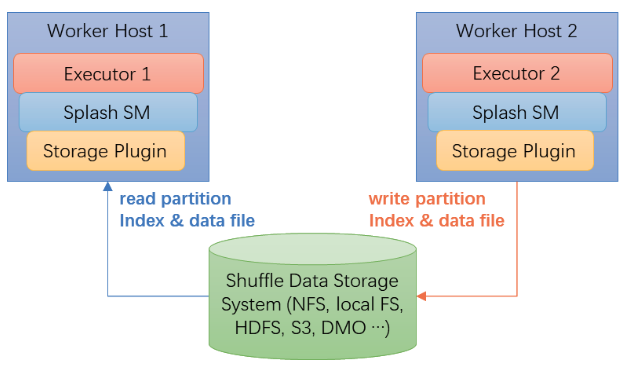 Worker Host 1
Executor 1
Splash SM
Storage Plugin
Worker Host 2
Executor 2
Splash SM
Storage Plugin
read partition
Index & data file
write partition
Index & data file
Shuffle Data Storage
System (NFS, local FS,
HDFS, S3, DMO ···)